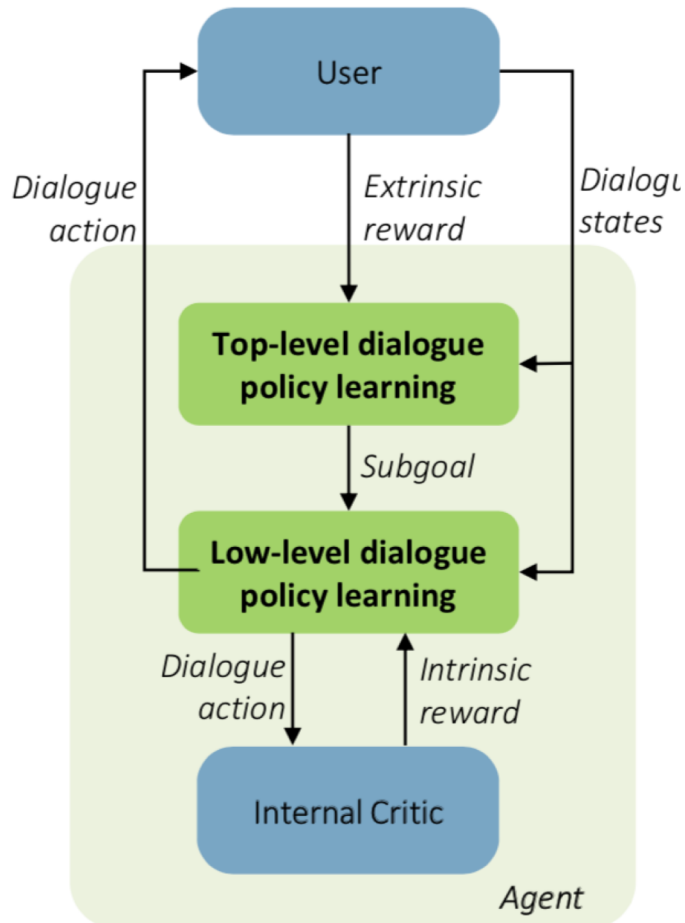 User
Dialogue
action
Extrinsic
reward
Dialogu
states
Top-level dialogue
policy learning
Subgoal
Low-level dialogue
policy learning
Dialogue
action
Intrinsic
reward
Internal Critic
Agent